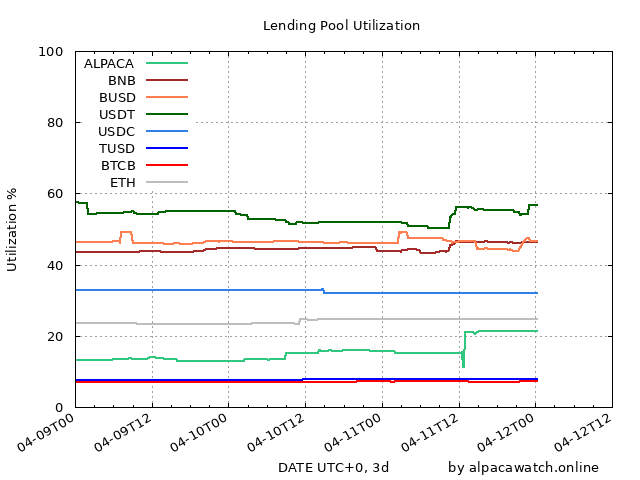 Lending Pool Utilization
100
80
60
40
20
0
Utilization %
ALPACA
BNB
BUSD
USDT
USDC
TUSD
BTCB
ETH
04-09T00
04-09T12
04-10T00
04-10T12
04-11T00
04-11T12
04-12T00
04-12T12
DATE UTC+0, 3d
by alpacawatch.online